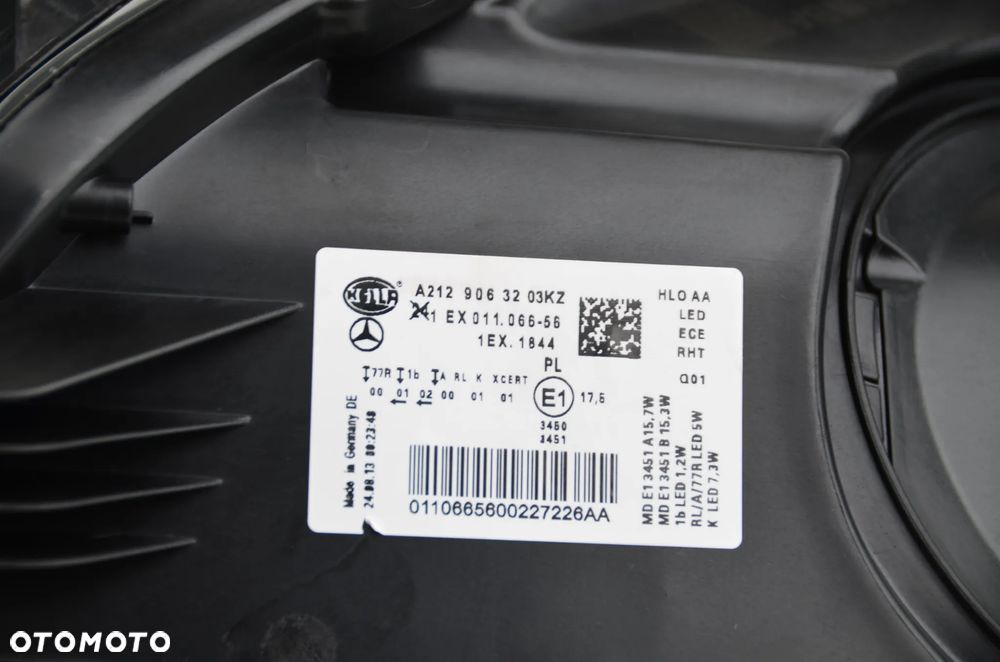 HELLA ®
A212 906 32 03KZ
1 EX 011.066-56
1EX. 1844
PL
HLO AA
LED
ECE
RHT
Q01
77R 1b A RL K XCERT
00 01 02 00 01 01
E1
17,5
3450
3451
Made in Germany DE
24.08.13 00:23:48
0110665600227226AA
MD E1 3451 A 15,7W
MD E1 3451 B 15,3W
1b LED 1,2W
RL/A/77R LED 5W
K LED 7,3W
OTOMOTO